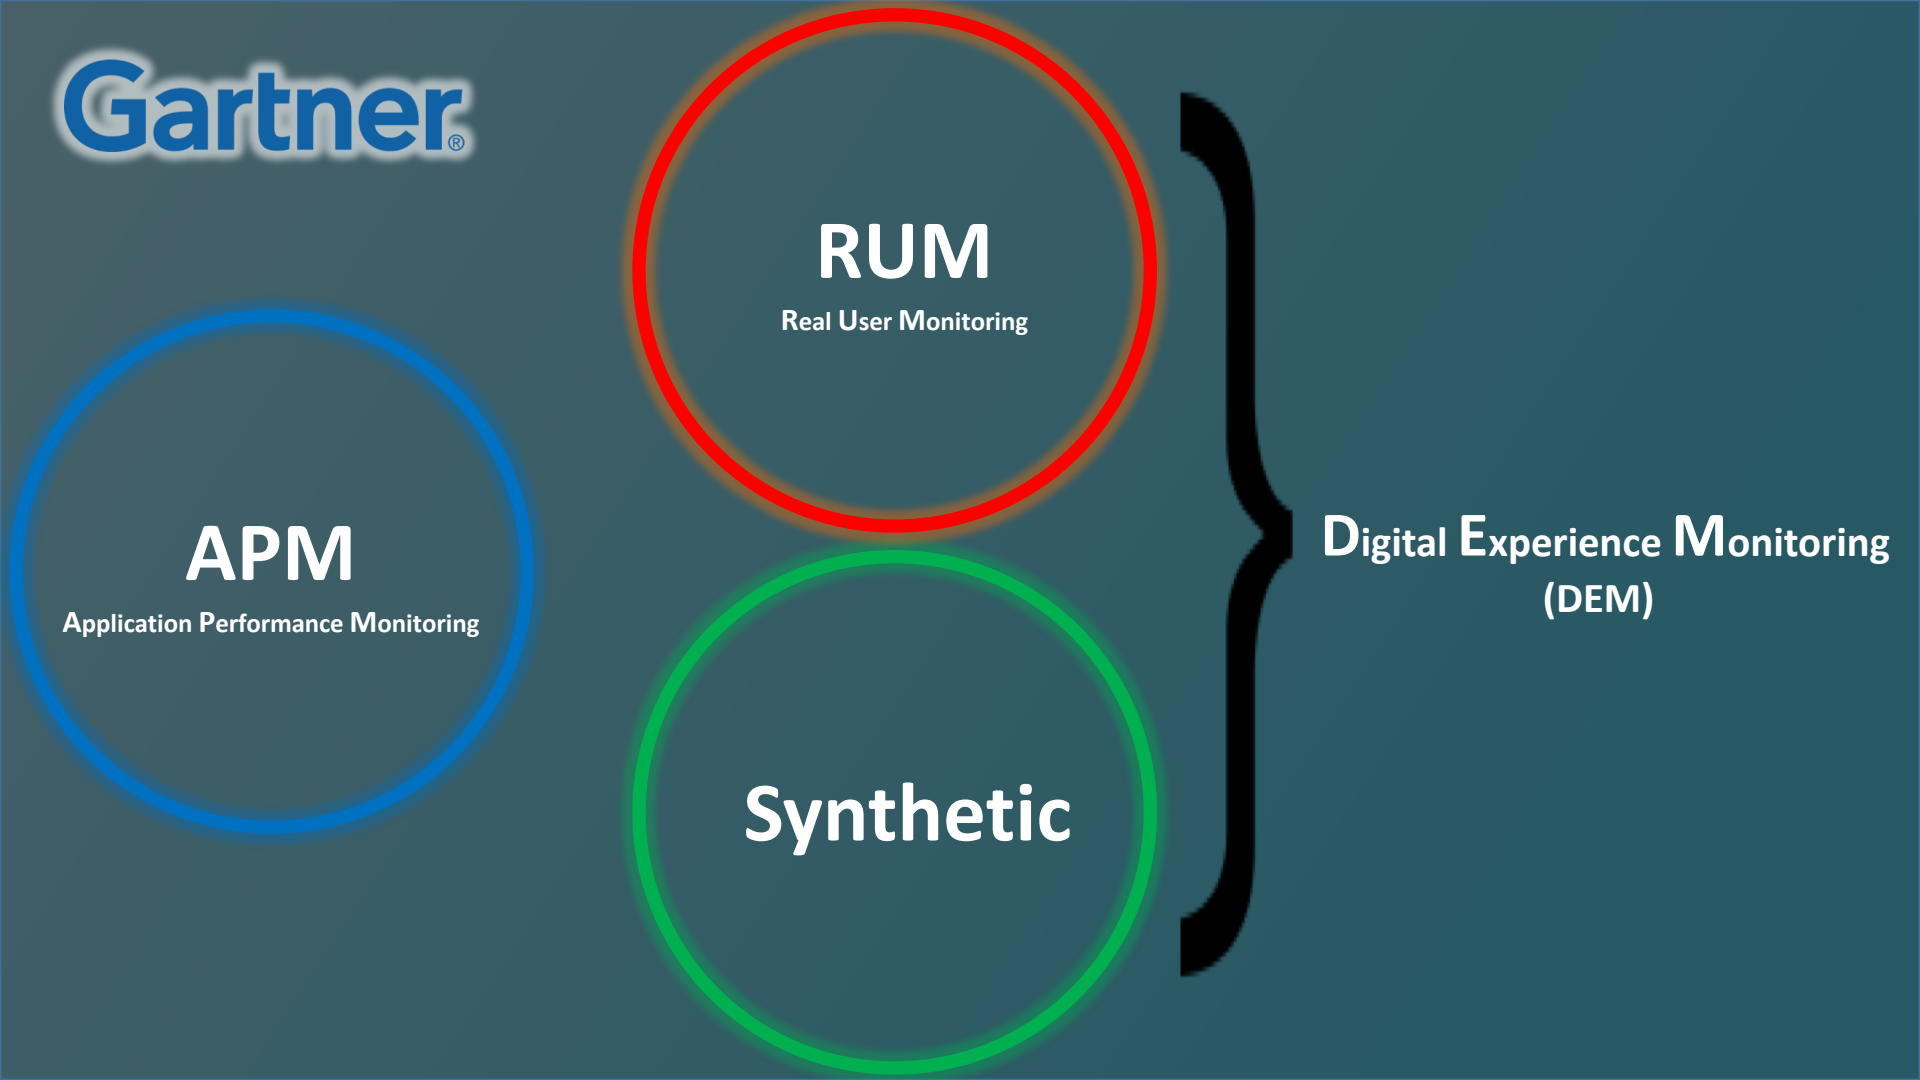 Gartner®
RUM
Real User Monitoring
APM
Application Performance Monitoring
Synthetic
Digital Experience Monitoring
(DEM)